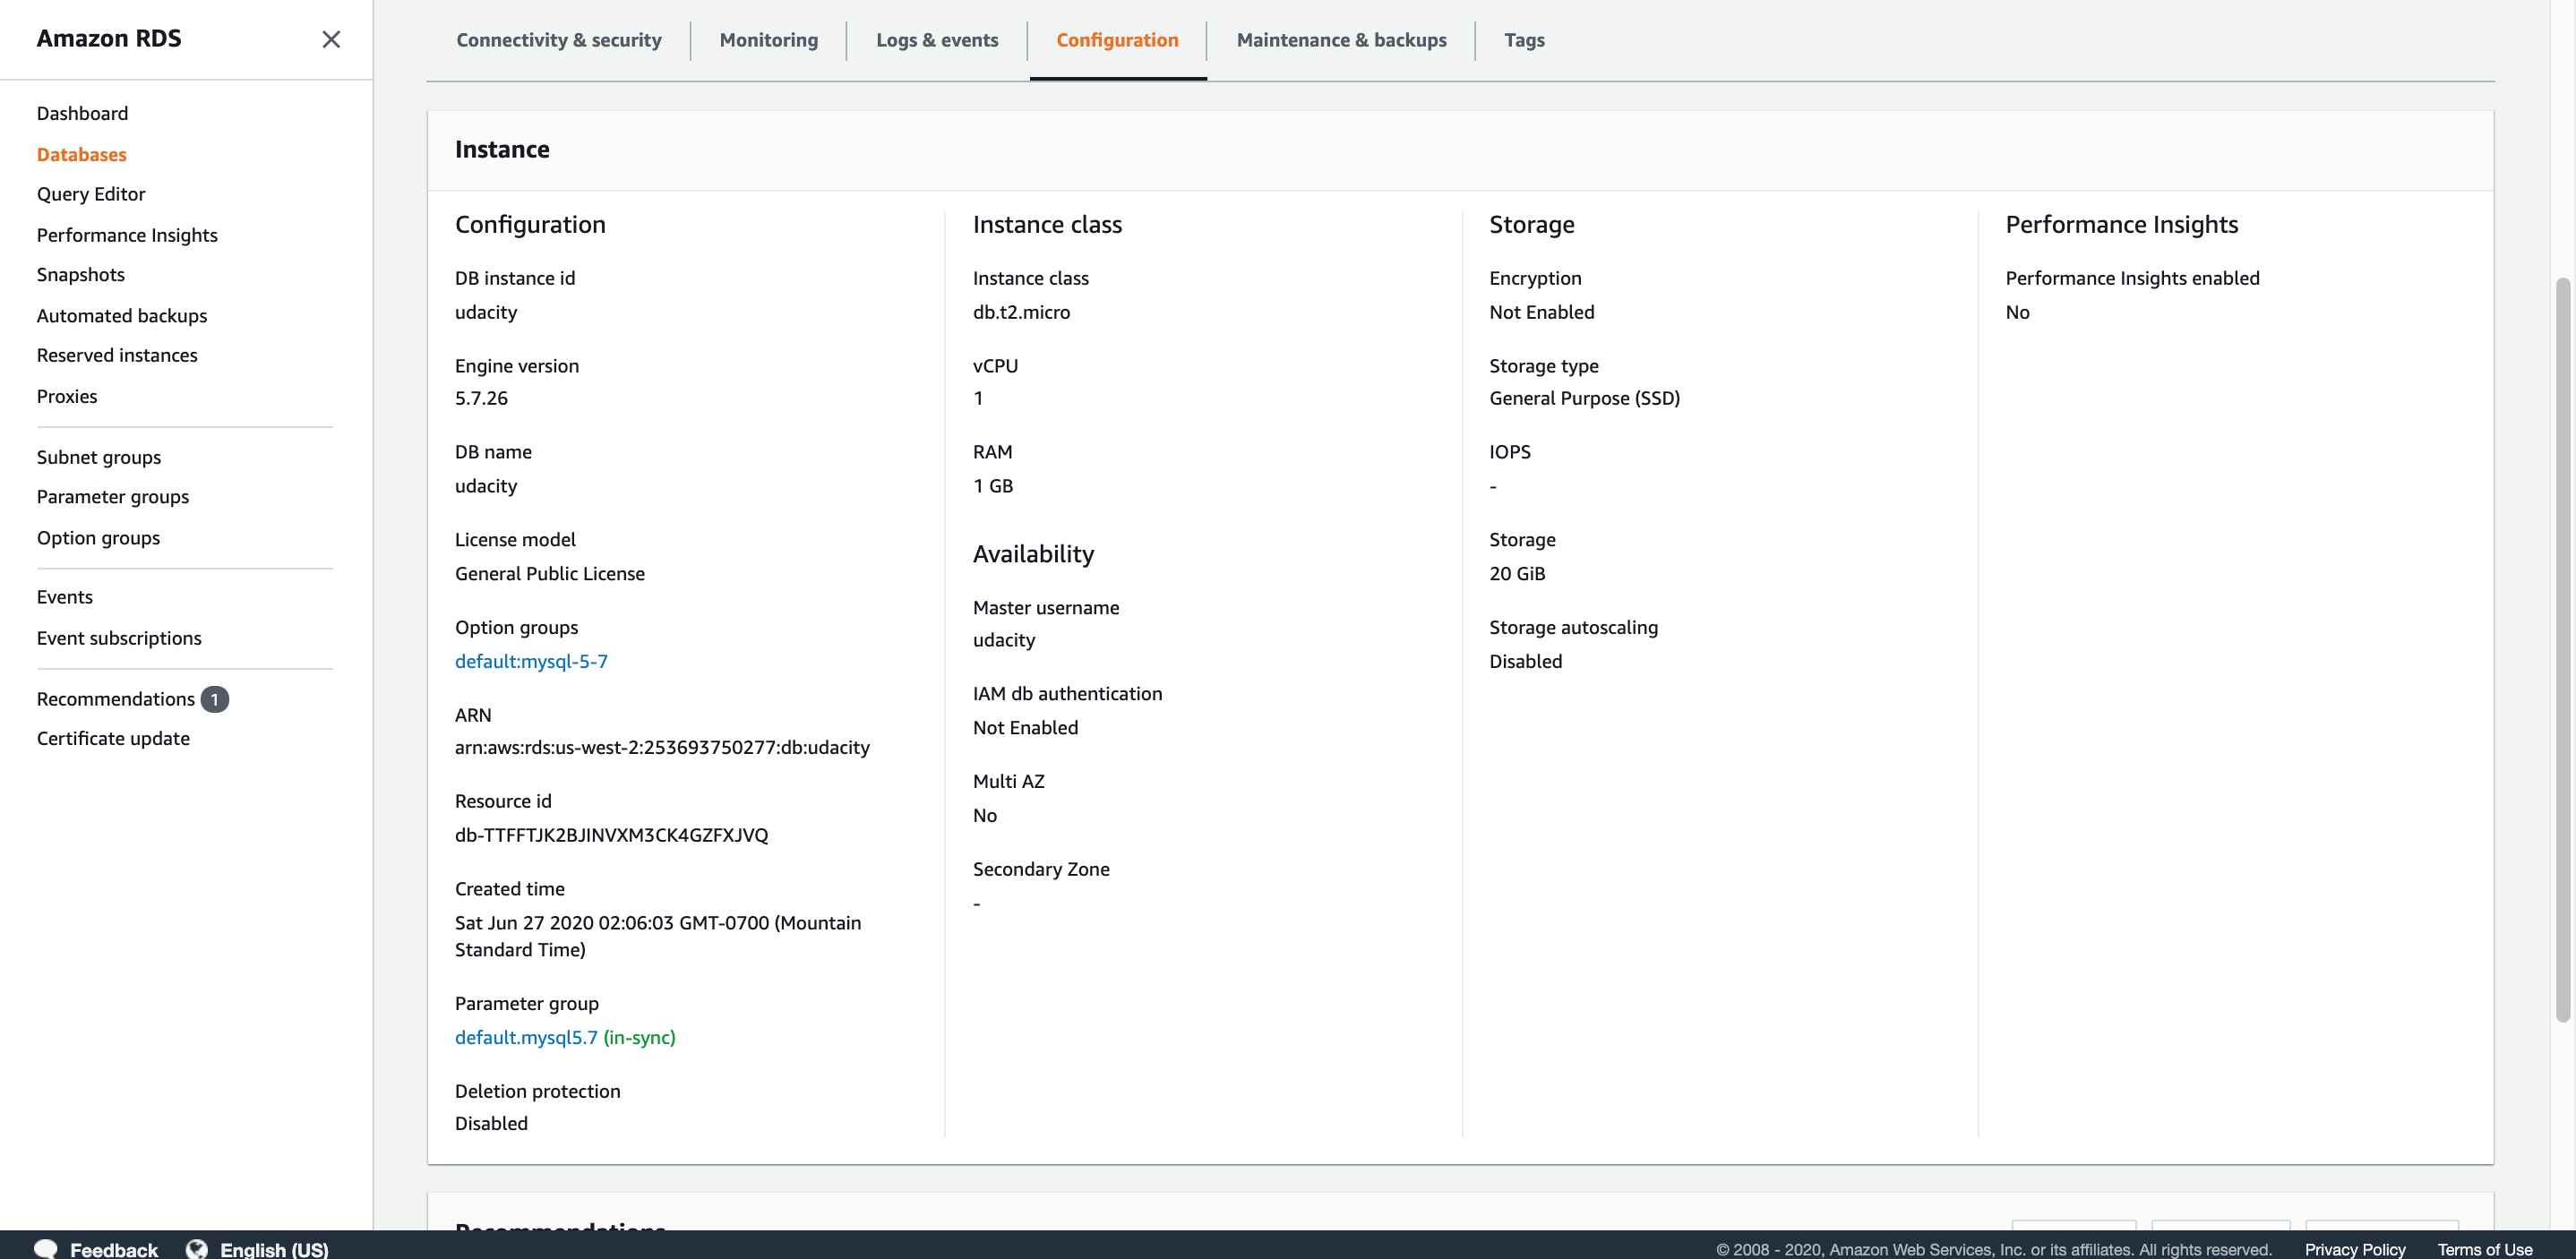 Amazon RDS
Dashboard
Databases
Query Editor
Performance Insights
Snapshots
Automated backups
Reserved instances
Proxies
Subnet groups
Parameter groups
Option groups
Events
Event subscriptions
Recommendations 1
Certificate update
Connectivity & security
Monitoring
Logs & events
Configuration
Maintenance & backups
Tags
Instance
Configuration
DB instance id
udacity
Engine version
5.7.26
DB name
udacity
License model
General Public License
Option groups
default:mysql-5-7
ARN
arn:aws:rds:us-west-2:253693750277:db:udacity
Resource id
db-TTFFTJK2BJINVXM3CK4GZFXJVQ
Created time
Sat Jun 27 2020 02:06:03 GMT-0700 (Mountain
Standard Time)
Parameter group
default.mysql5.7 (in-sync)
Deletion protection
Disabled
Instance class
Instance class
db.t2.micro
vCPU
1
RAM
1 GB
Availability
Master username
udacity
IAM db authentication
Not Enabled
Multi AZ
No
Secondary Zone
-
Storage
Encryption
Not Enabled
Storage type
General Purpose (SSD)
IOPS
-
Storage
20 GiB
Storage autoscaling
Disabled
Performance Insights
Performance Insights enabled
No
Recommendations
Feedback
English (US)
© 2008 - 2020, Amazon Web Services, Inc. or its affiliates. All rights reserved.
Privacy Policy
Terms of Use